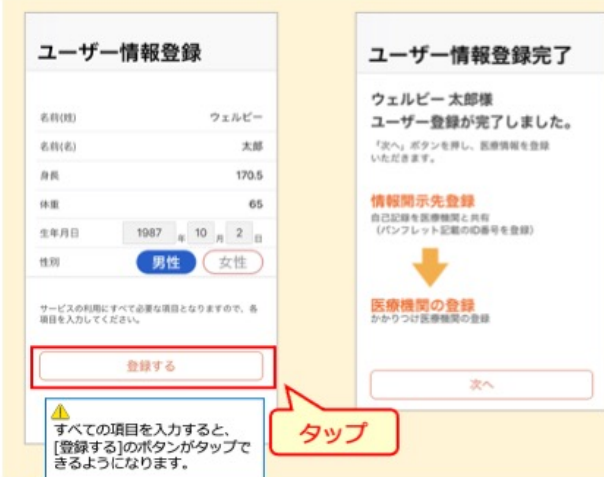 ユーザー情報登録
名前(姓) ウェルビー
名前(名) 太郎
身長 170.5
体重 65
生年月日 1987 年 10 月 2 日
性別 男性 女性
サービスの利用にすべて必要な項目となりますので、各
項目を入力してください。
登録する
すべての項目を入力すると、
[登録する]のボタンがタップで
きるようになります。
タップ
ユーザー情報登録完了
ウェルビー 太郎様
ユーザー登録が完了しました。
「次へ」ボタンを押し、医療情報を登録
いただきます。
情報開示先登録
自己記録を医療機関と共有
(パンフレット記載のID番号を登録)
医療機関の登録
かかりつけ医療機関の登録
次へ